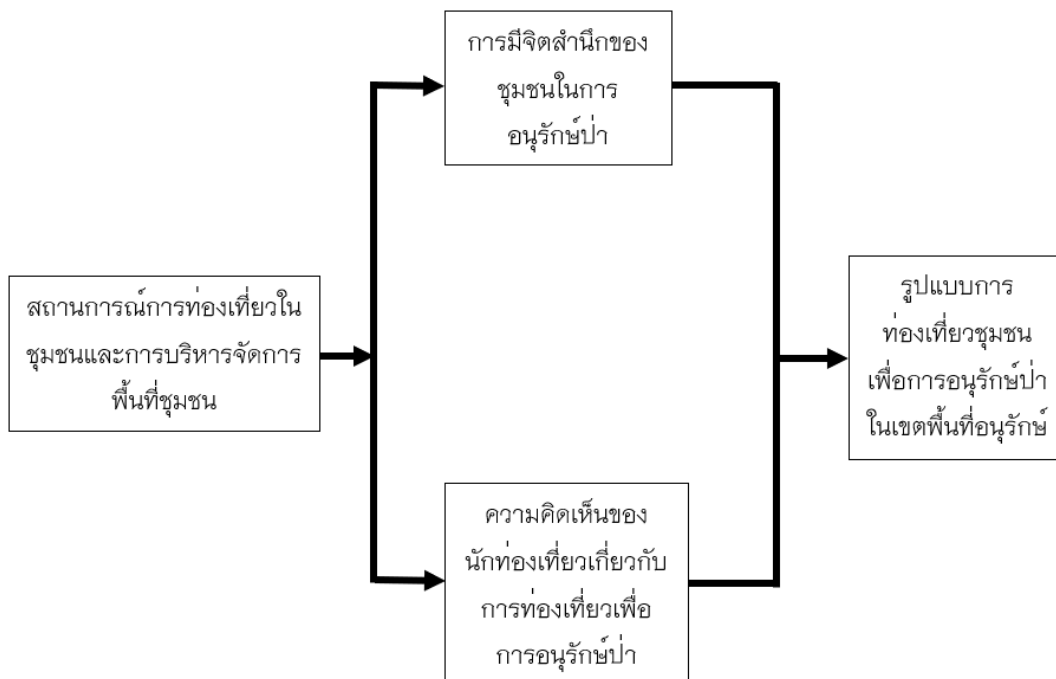 การมีจิตสำนึกของ
ชุมชนในการ
อนุรักษ์ป่า
สถานการณ์การท่องเที่ยวใน
ชุมชนและการบริหารจัดการ
พื้นที่ชุมชน
รูปแบบการ
ท่องเที่ยวชุมชน
เพื่อการอนุรักษ์ป่า
ในเขตพื้นที่อนุรักษ์
ความคิดเห็นของ
นักท่องเที่ยวเกี่ยวกับ
การท่องเที่ยวเพื่อ
การอนุรักษ์ป่า